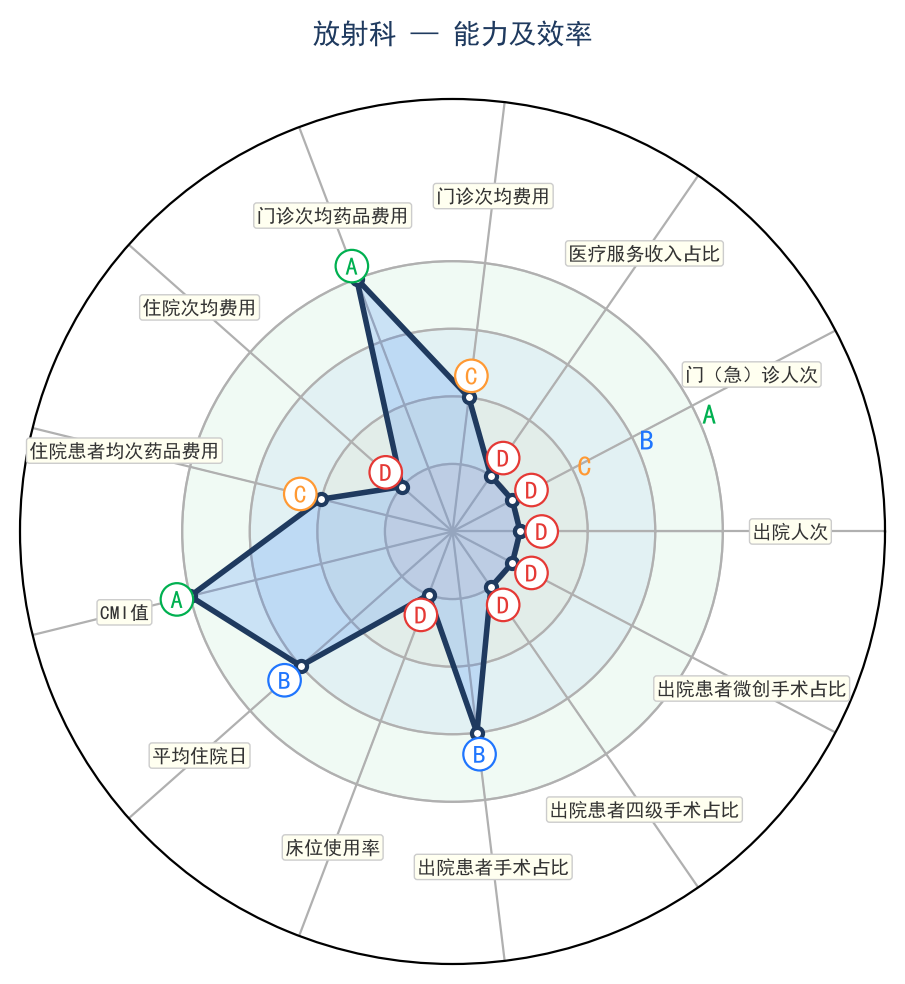 放射科 — 能力及效率
门诊次均费用
门诊次均药品费用
医疗服务收入占比
A
住院次均费用
门（急）诊人次
C
A
B
住院患者均次药品费用
D
C
D
D
C
D
出院人次
D
CMI值
A
D
D
B
出院患者微创手术占比
平均住院日
B
出院患者四级手术占比
床位使用率
出院患者手术占比